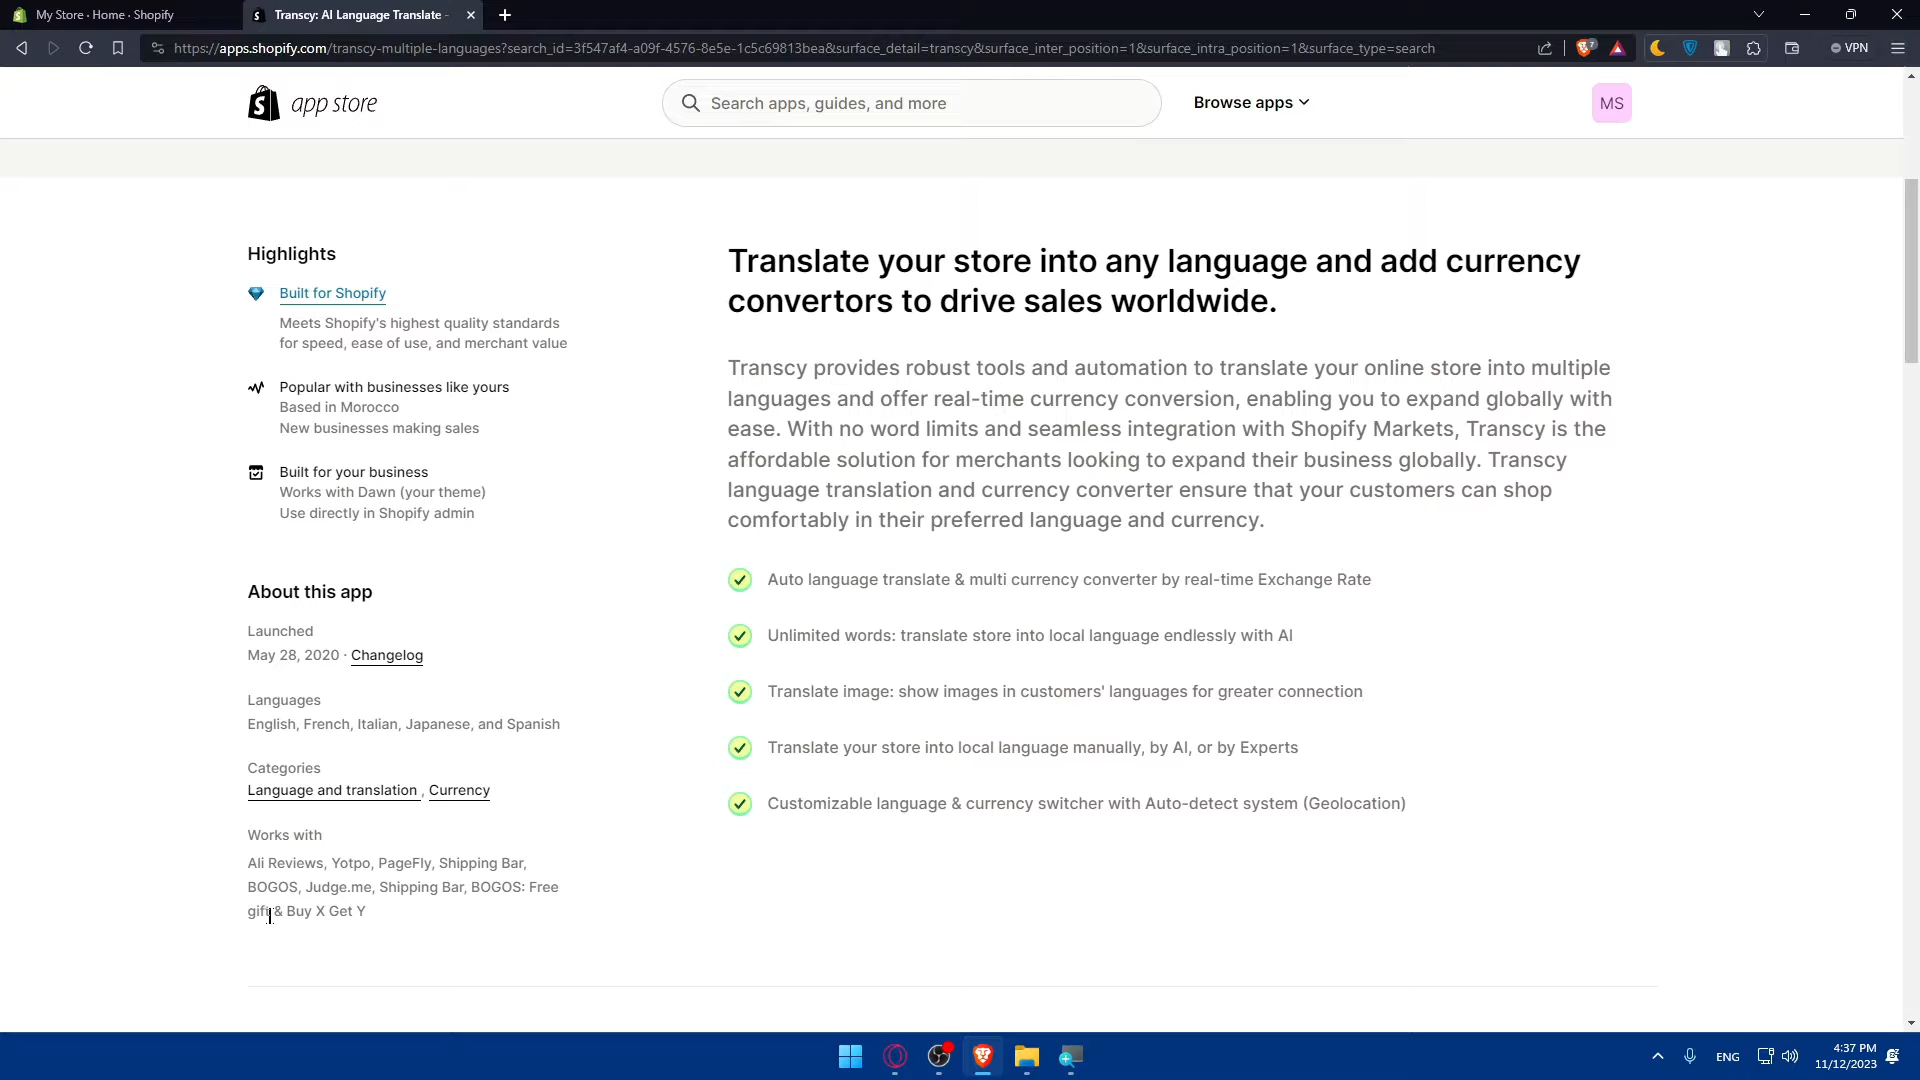 My Store · Home · Shopify
Transcy: AI Language Translate -
https://apps.shopify.com/transcy-multiple-languages?search_id=3f547af4-a09f-4576-8e5e-1c5c69813bea&surface_detail=transcy&surface_inter_position=1&surface_intra_position=1&surface_type=search
7
VPN
app store
Search apps, guides, and more
Browse apps
MS
Highlights
Built for Shopify
Meets Shopify's highest quality standards
for speed, ease of use, and merchant value
Popular with businesses like yours
Based in Morocco
New businesses making sales
Built for your business
Works with Dawn (your theme)
Use directly in Shopify admin
About this app
Launched
May 28, 2020 · Changelog
Languages
English, French, Italian, Japanese, and Spanish
Categories
Language and translation , Currency
Works with
Ali Reviews, Yotpo, PageFly, Shipping Bar,
BOGOS, Judge.me, Shipping Bar, BOGOS: Free
gift & Buy X Get Y
Translate your store into any language and add currency
convertors to drive sales worldwide.
Transcy provides robust tools and automation to translate your online store into multiple
languages and offer real-time currency conversion, enabling you to expand globally with
ease. With no word limits and seamless integration with Shopify Markets, Transcy is the
affordable solution for merchants looking to expand their business globally. Transcy
language translation and currency converter ensure that your customers can shop
comfortably in their preferred language and currency.
Auto language translate & multi currency converter by real-time Exchange Rate
Unlimited words: translate store into local language endlessly with AI
Translate image: show images in customers' languages for greater connection
Translate your store into local language manually, by AI, or by Experts
Customizable language & currency switcher with Auto-detect system (Geolocation)
ENG
4:37 PM
11/12/2023